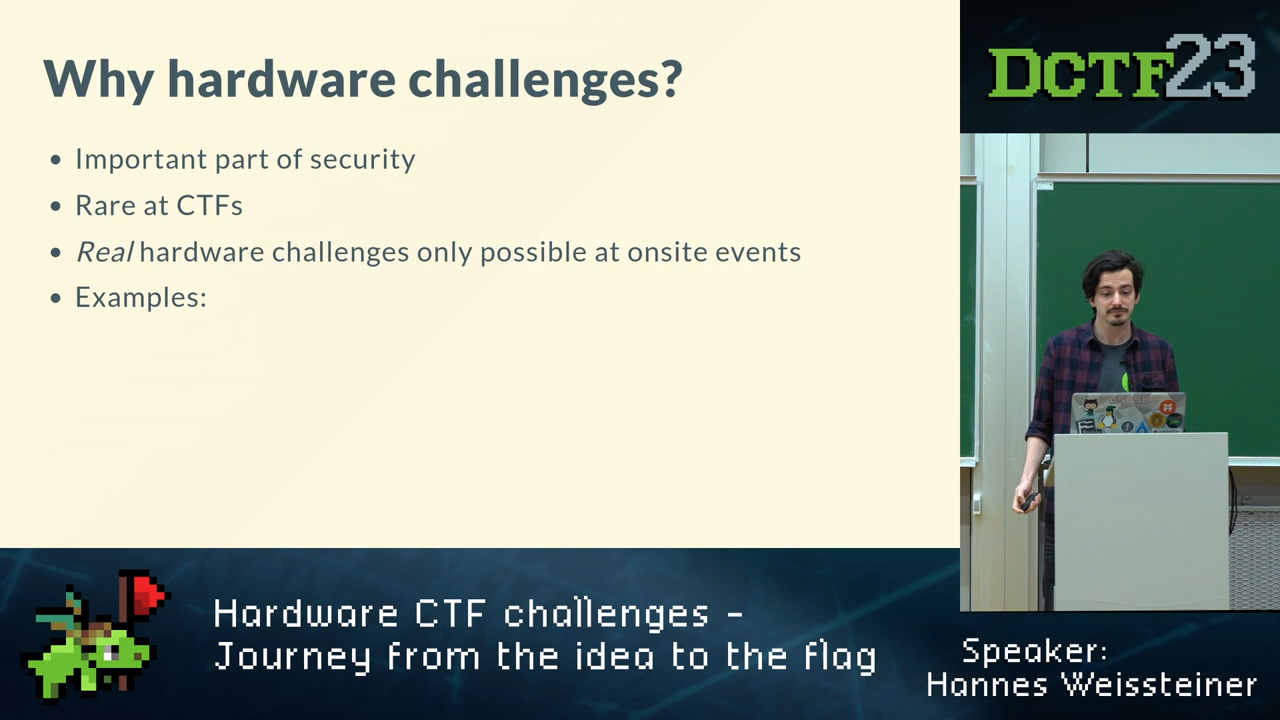 Why hardware challenges?
Important part of security
Rare at CTFs
Real hardware challenges only possible at onsite events
Examples:
DCTF23
Hardware CTF challenges -
Journey from the idea to the flag
Speaker:
Hannes Weissteiner